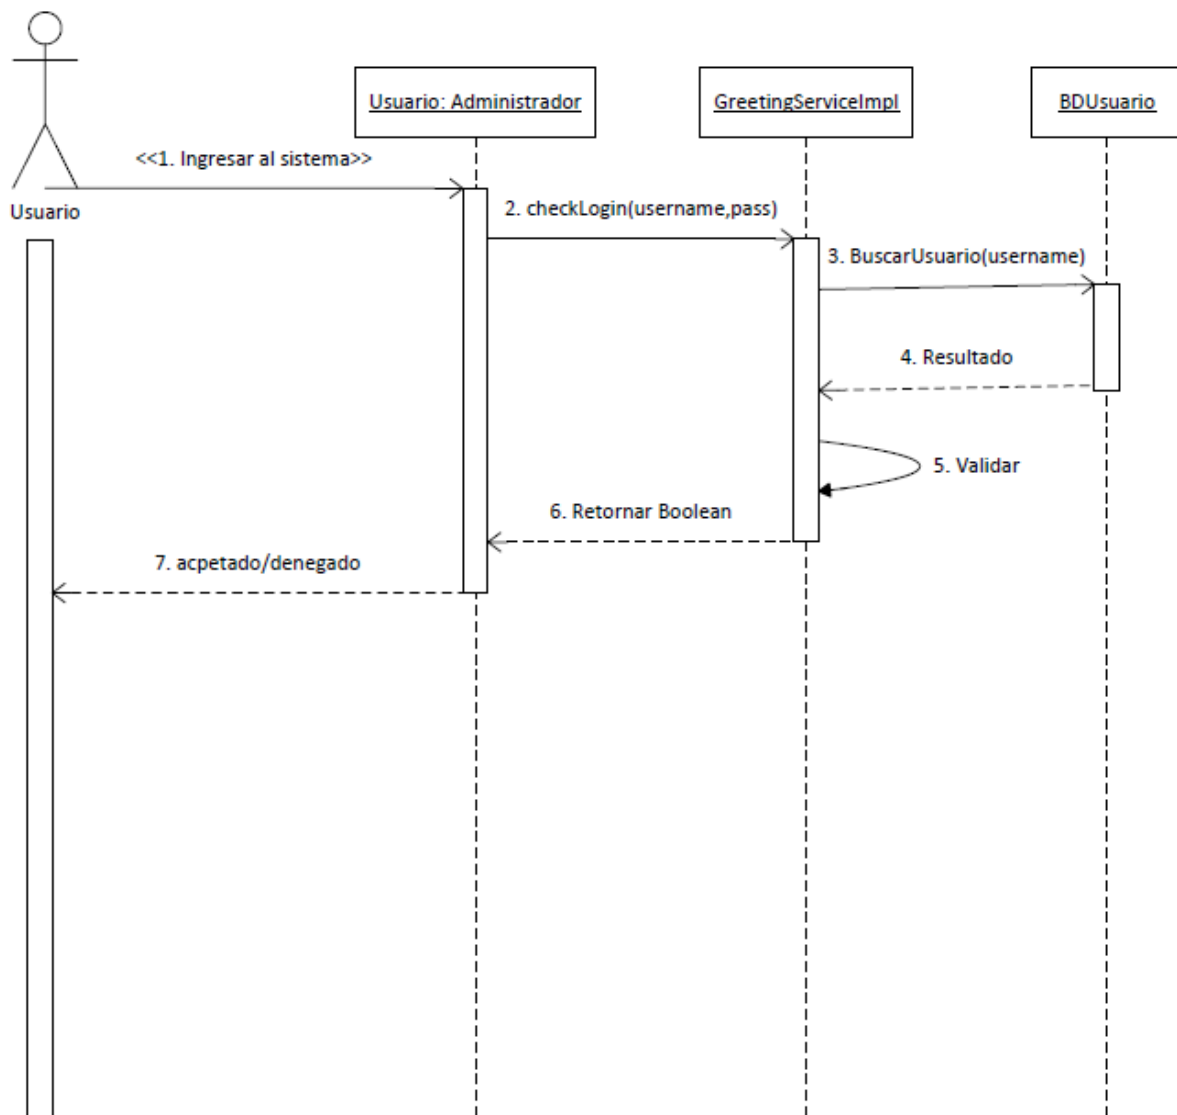 Usuario: Administrador
GreetingServiceImpl
BDUsuario
<<1. Ingresar al sistema>>
Usuario
2. checkLogin(username,pass)
3. BuscarUsuario(username)
4. Resultado
5. Validar
6. Retornar Boolean
7. acpetado/denegado